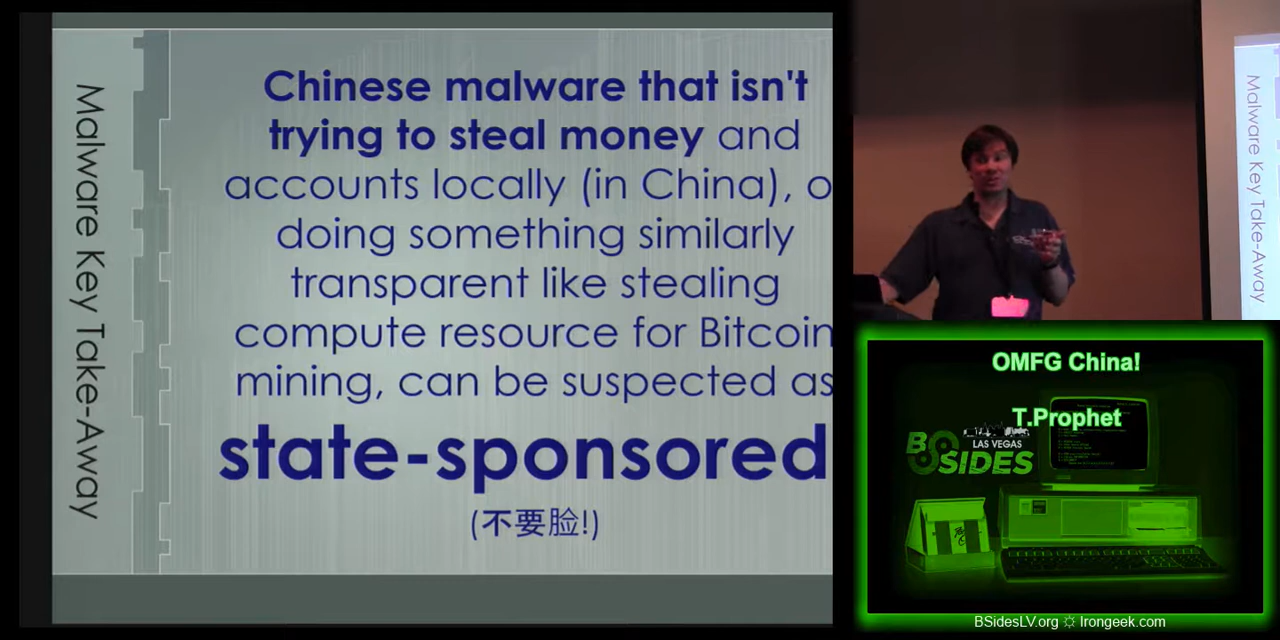 Malware Key Take-Away
Chinese malware that isn't
trying to steal money and
accounts locally (in China), o
doing something similarly
transparent like stealing
compute resource for Bitcoin
mining, can be suspected as
state-sponsored
(不要脸!)
Malware Key Take-Away
OMFG China!
T.Prophet
BSIDES
LAS VEGAS
BSidesLV.org ☼ Irongeek.com